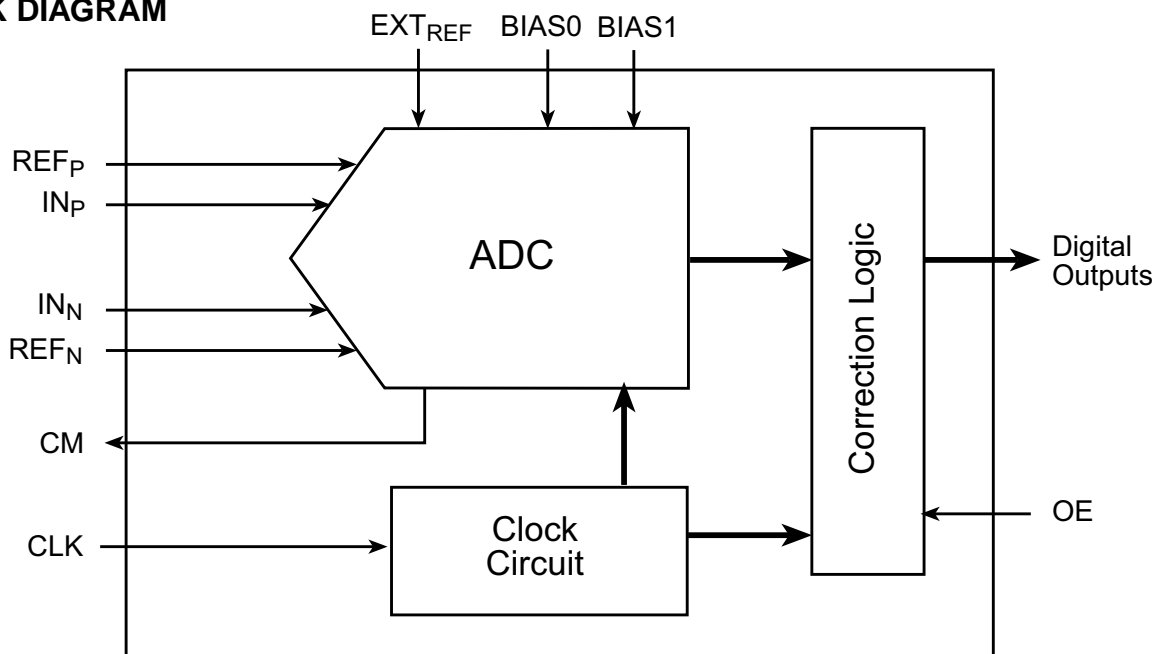 K DIAGRAM
EXTREF BIAS0 BIAS1
REFP
INP
ADC
INN
REFN
CM
CLK
Clock
Circuit
Correction Logic
Digital
Outputs
OE